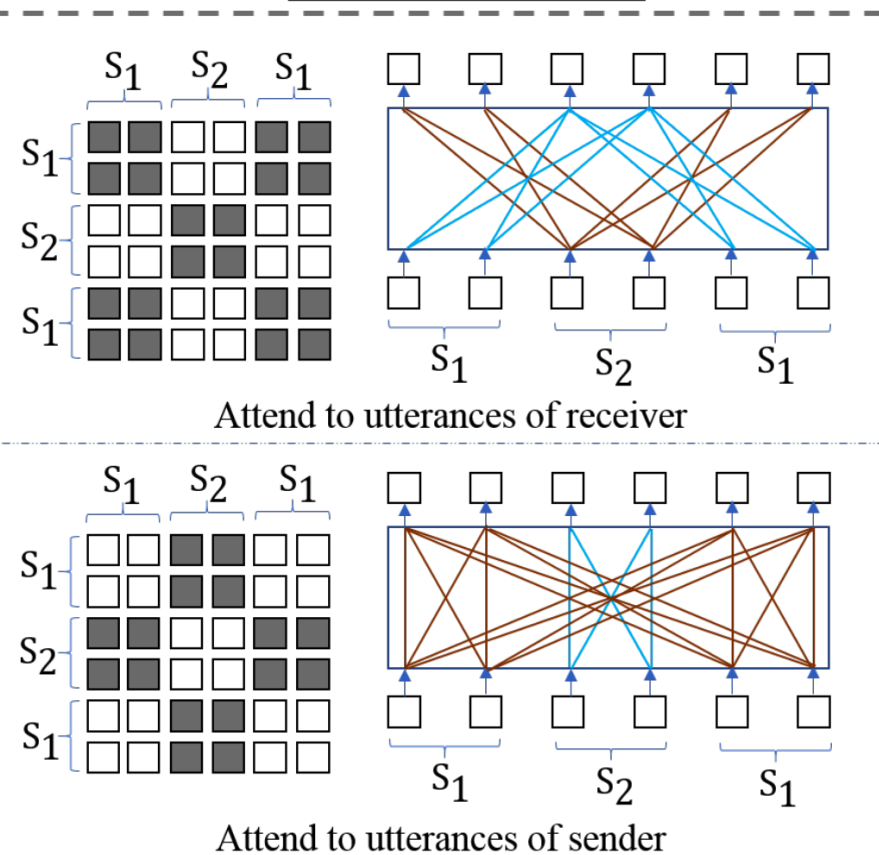 S1 S2 S1
S1
S2
S1
S1 S2 S1
Attend to utterances of receiver
S1 S2 S1
S1
S2
S1
S1 S2 S1
Attend to utterances of sender